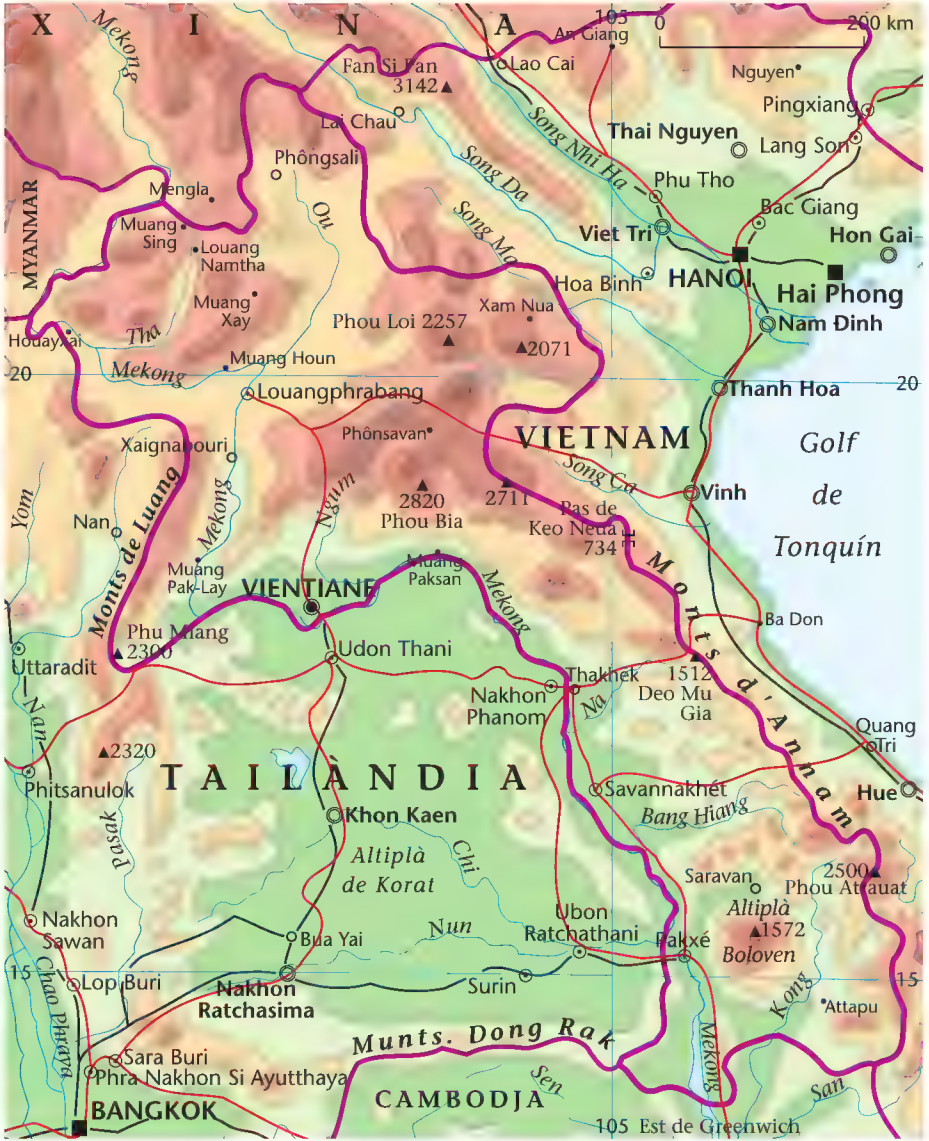 X I N A
Mekong
105
0 200 km
An Giang
Fan Si Pan
3142
Lao Cai
Nguyen
Pingxiang
Lai Chau
Song Nhi Ha
Thai Nguyen
Lang Son
Phôngsali
Song Da
Phu Tho
MYANMAR
Mengla
Ou
Bac Giang
Muang
Sing
Louang
Namtha
Song Ma
Viet Tri
Hon Gai
Hoa Binh
HANOI
Hai Phong
Muang
Xay
Xam Nua
Phou Loi 2257
Nam Đinh
Houayxai
Tha
2071
Muang Houn
20
Mekong
20
Louangphrabang
Thanh Hoa
Phônsavan
VIETNAM
Golf
de
Tonquín
Xaignabouri
Song Ca
Yom
Monts de Luang
Mekong
Ngum
2820
Phou Bia
2711
Vinh
Nan
Pas de
Keo Neua
734
Muang
Pak-Lay
Muang
Paksan
VIENTIANE
Mekong
Monts d'Annam
Ba Don
Phu Miang
2300
Uttaradit
Udon Thani
Thakhek
1512
Deo Mu
Gia
Nakhon
Phanom
Na
Nan
2320
Quang
Tri
TAILÀNDIA
Phitsanulok
Savannakhét
Hue
Bang Hiang
Khon Kaen
Pasak
Altiplà
de Korat
Chi
2500
Phou Atauat
Saravan
Altiplà
1572
Boloven
Nakhon
Sawan
Bua Yai
Nun
Ubon
Ratchathani
Pakxé
15
15
Lop Buri
Nakhon
Ratchasima
Surin
Kong
Attapu
Chao Phraya
Munts. Dong Rak
Mekong
Sara Buri
Phra Nakhon Si Ayutthaya
Sen
San
CAMBODJA
BANGKOK
105 Est de Greenwich